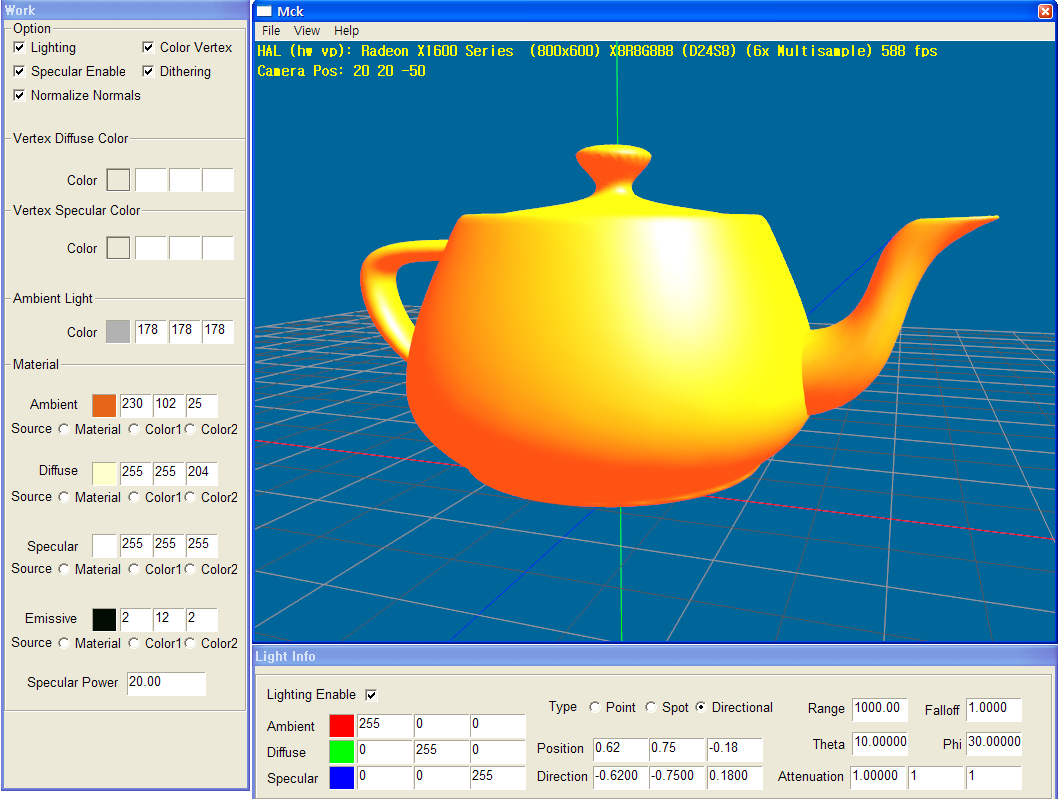 Work
Option
Lighting Color Vertex
Specular Enable Dithering
Normalize Normals
Vertex Diffuse Color
Color
Vertex Specular Color
Color
Ambient Light
Color 178 178 178
Material
Ambient 230 102 25
Source Material Color1 Color2
Diffuse 255 255 204
Source Material Color1 Color2
Specular 255 255 255
Source Material Color1 Color2
Emissive 2 12 2
Source Material Color1 Color2
Specular Power 20.00
Mck
File View Help
HAL (hw vp): Radeon X1600 Series (800x600) X8R8G8B8 (D24S8) (6x Multisample) 588 fps
Camera Pos: 20 20 -50
Light Info
Lighting Enable
Ambient 255 0 0
Diffuse 0 255 0
Specular 0 0 255
Type Point Spot Directional
Position 0.62 0.75 -0.18
Direction -0.6200 -0.7500 0.1800
Range 1000.00 Falloff 1.0000
Theta 10.00000 Phi 30.00000
Attenuation 1.00000 1 1